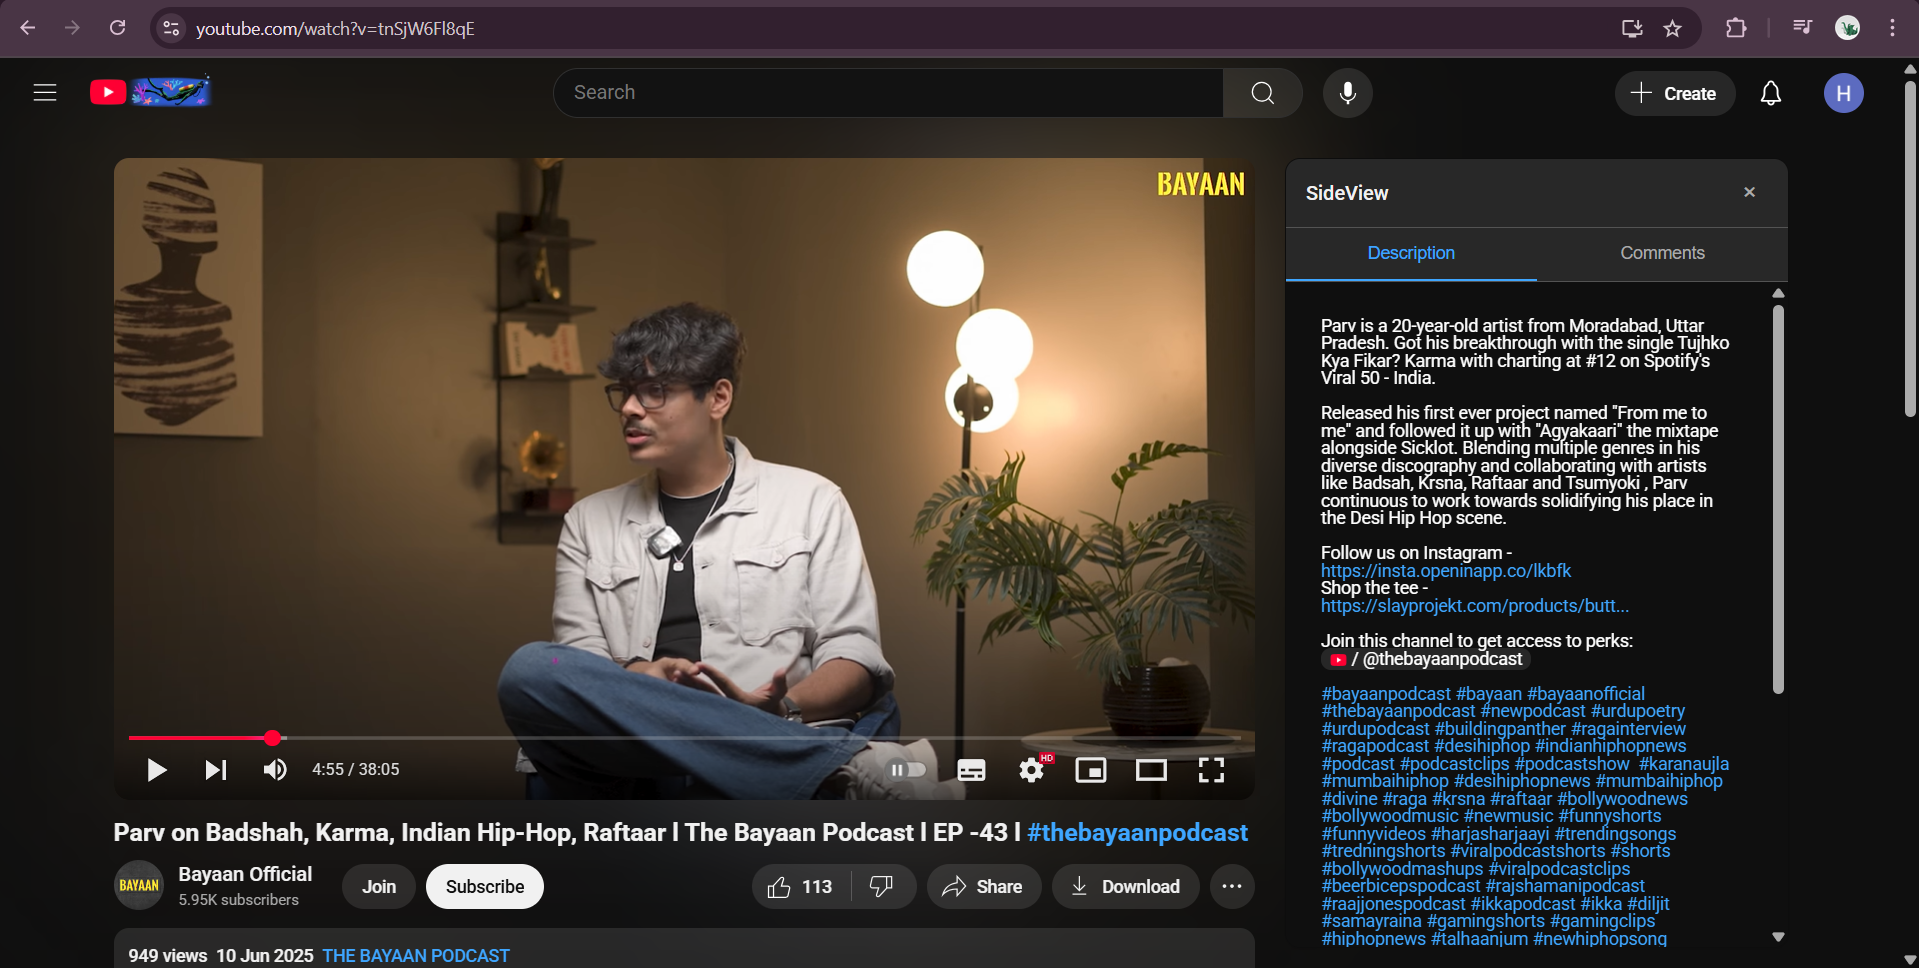 youtube.com/watch?v=tnSjW6Fl8qE
Search
Create
H
BAYAAN
4:55 / 38:05
HD
Parv on Badshah, Karma, Indian Hip-Hop, Raftaar l The Bayaan Podcast l EP -43 l #thebayaanpodcast
BAYAAN
Bayaan Official
5.95K subscribers
Join
Subscribe
113
Share
Download
949 views 10 Jun 2025 THE BAYAAN PODCAST
SideView
Description
Comments
Parv is a 20-year-old artist from Moradabad, Uttar
Pradesh. Got his breakthrough with the single Tujhko
Kya Fikar? Karma with charting at #12 on Spotify's
Viral 50 - India.
Released his first ever project named "From me to
me" and followed it up with "Agyakaari" the mixtape
alongside Sicklot. Blending multiple genres in his
diverse discography and collaborating with artists
like Badsah, Krsna, Raftaar and Tsumyoki , Parv
continuous to work towards solidifying his place in
the Desi Hip Hop scene.
Follow us on Instagram -
https://insta.openinapp.co/lkbfk
Shop the tee -
https://slayprojekt.com/products/butt...
Join this channel to get access to perks:
/ @thebayaanpodcast
#bayaanpodcast #bayaan #bayaanofficial
#thebayaanpodcast #newpodcast #urdupoetry
#urdupodcast #buildingpanther #ragainterview
#ragapodcast #desihiphop #indianhiphopnews
#podcast #podcastclips #podcastshow #karanaujla
#mumbaihiphop #desihiphopnews #mumbaihiphop
#divine #raga #krsna #raftaar #bollywoodnews
#bollywoodmusic #newmusic #funnyshorts
#funnyvideos #harjasharjaayi #trendingsongs
#tredningshorts #viralpodcastshorts #shorts
#bollywoodmashups #viralpodcastclips
#beerbicepspodcast #rajshamanipodcast
#raajjonespodcast #ikkapodcast #ikka #diljit
#samayraina #gamingshorts #gamingclips
#hiphopnews #talhaanjum #newhiphopsong